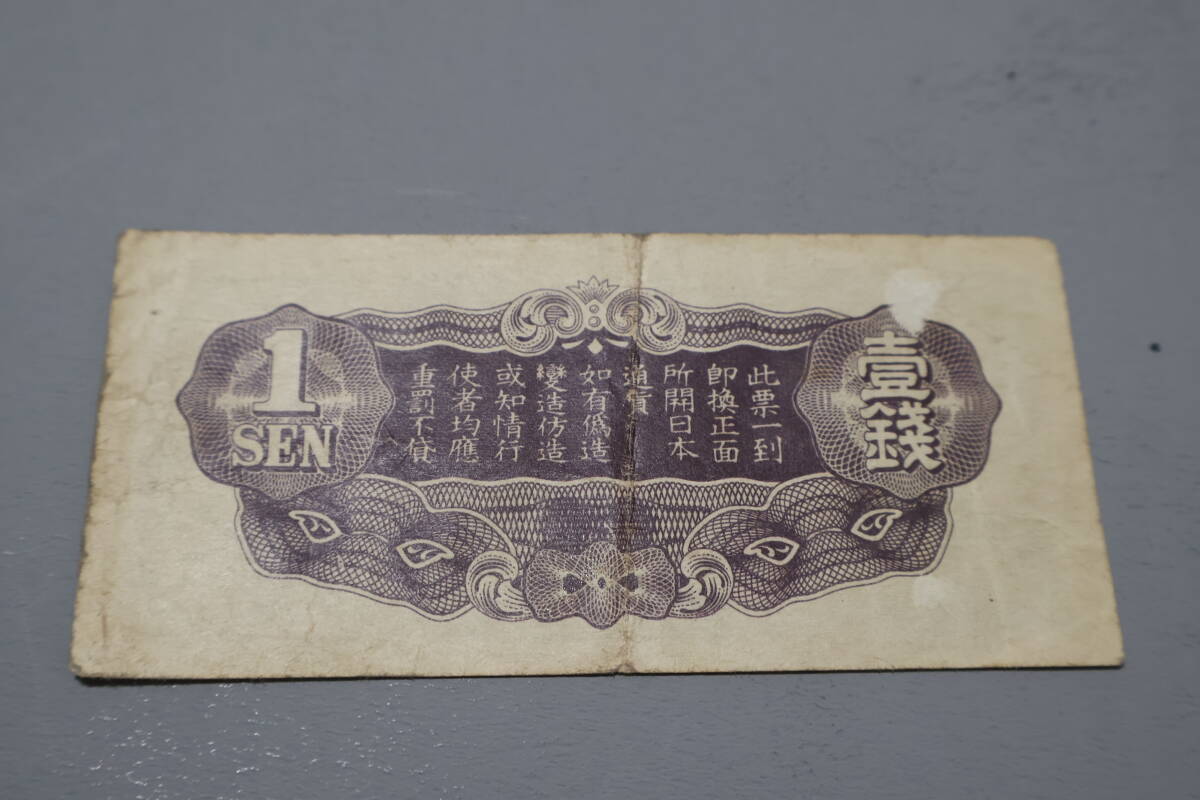 1
SEN
此票一到
即換正面
所開日本
通貨
如有僞造
變造仿造
或知情行
使者均應
重罰不貸
壹錢